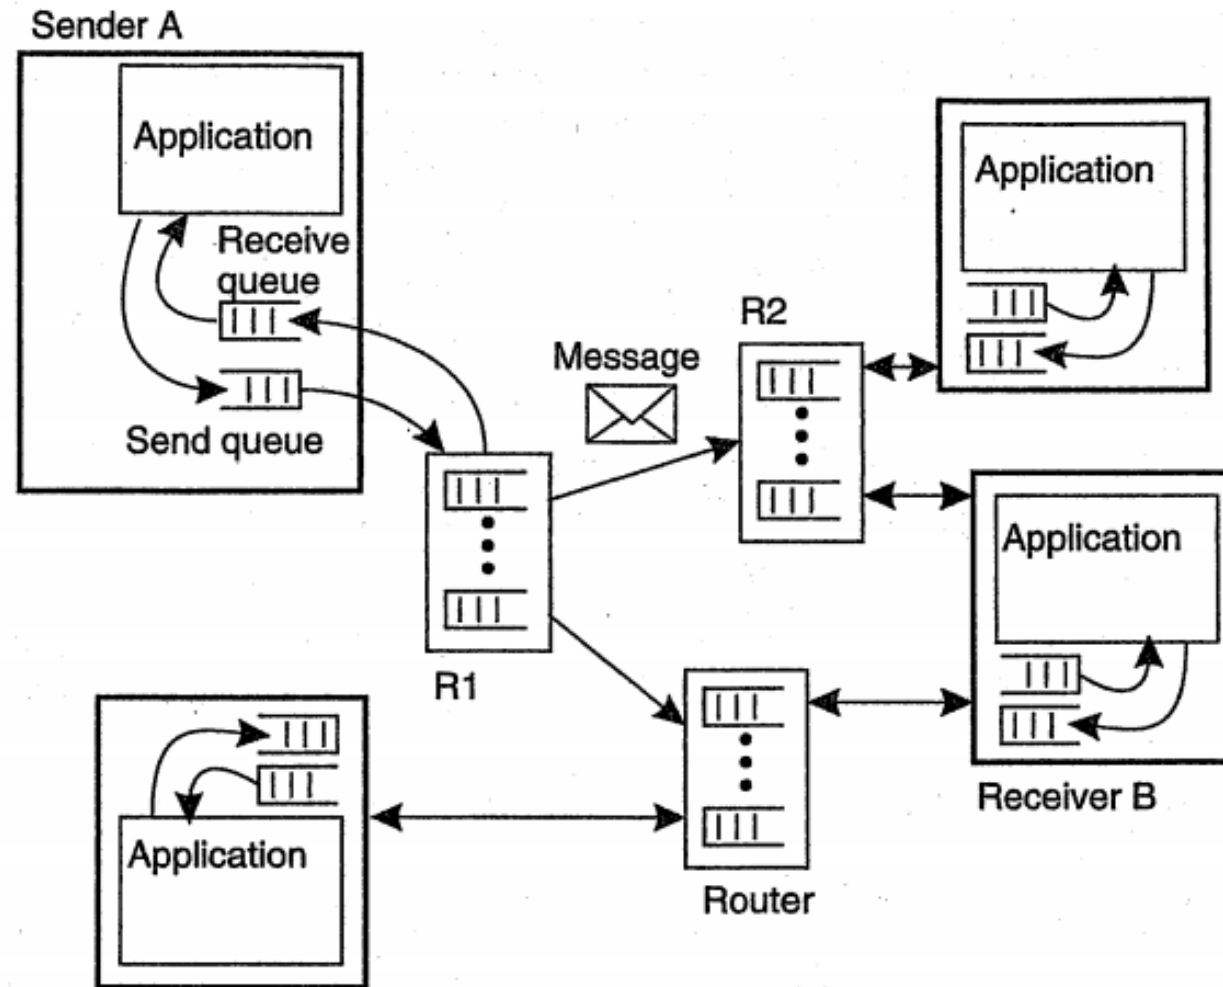 Sender A
Application
Receive
queue
Send queue
R1
Message
R2
Application
Application
Receiver B
Router
Application